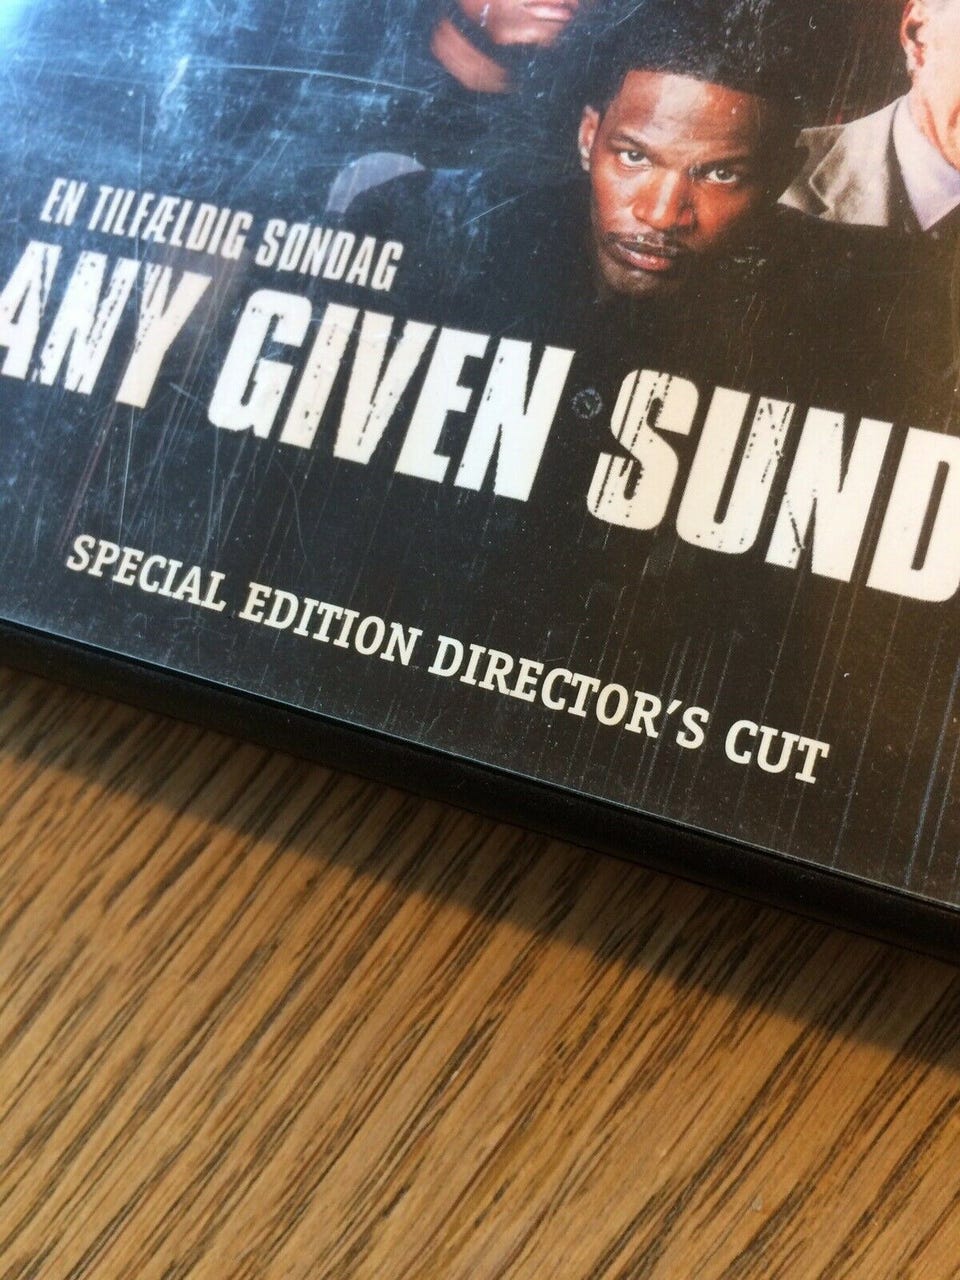 EN TILFÆLDIG SØNDAG
ANY GIVEN SUND
SPECIAL EDITION DIRECTOR'S CUT